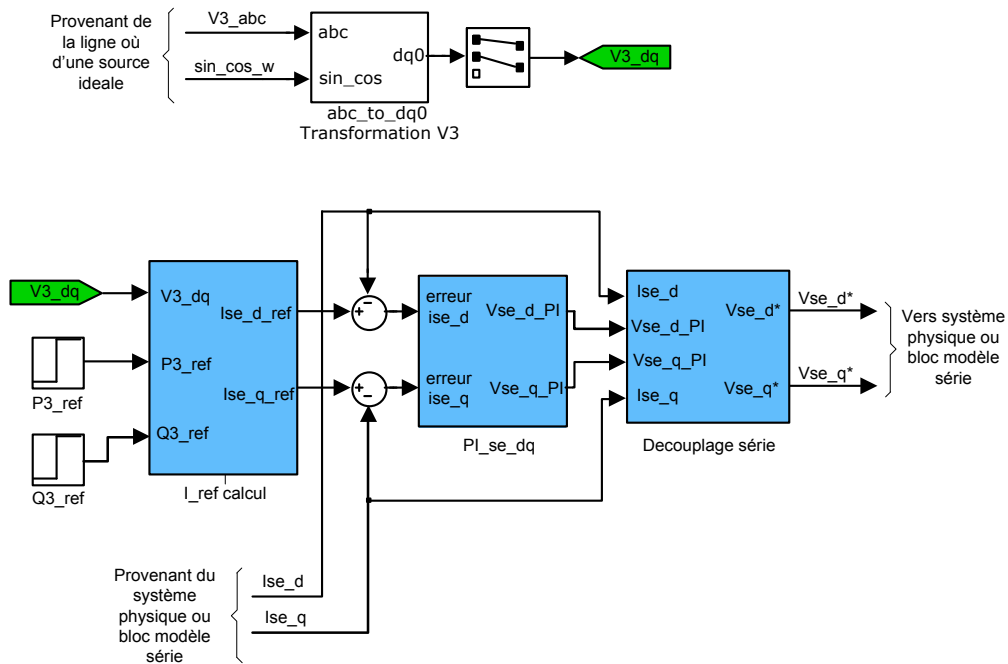 Provenant de
la ligne où
d'une source
ideale
V3_abc
sin_cos_w
abc
sin_cos
dq0
abc_to_dq0
Transformation V3
V3_dq
V3_dq
P3_ref
Q3_ref
V3_dq
P3_ref
Q3_ref
Ise_d_ref
Ise_q_ref
I_ref calcul
+
−
+
−
erreur
ise_d
erreur
ise_q
Vse_d_PI
Vse_q_PI
PI_se_dq
Ise_d
Vse_d_PI
Vse_q_PI
Ise_q
Vse_d*
Vse_q*
Decouplage série
Vse_d*
Vse_q*
Vers système
physique ou
bloc modèle
série
Provenant du
système
physique ou
bloc modèle
série
Ise_d
Ise_q